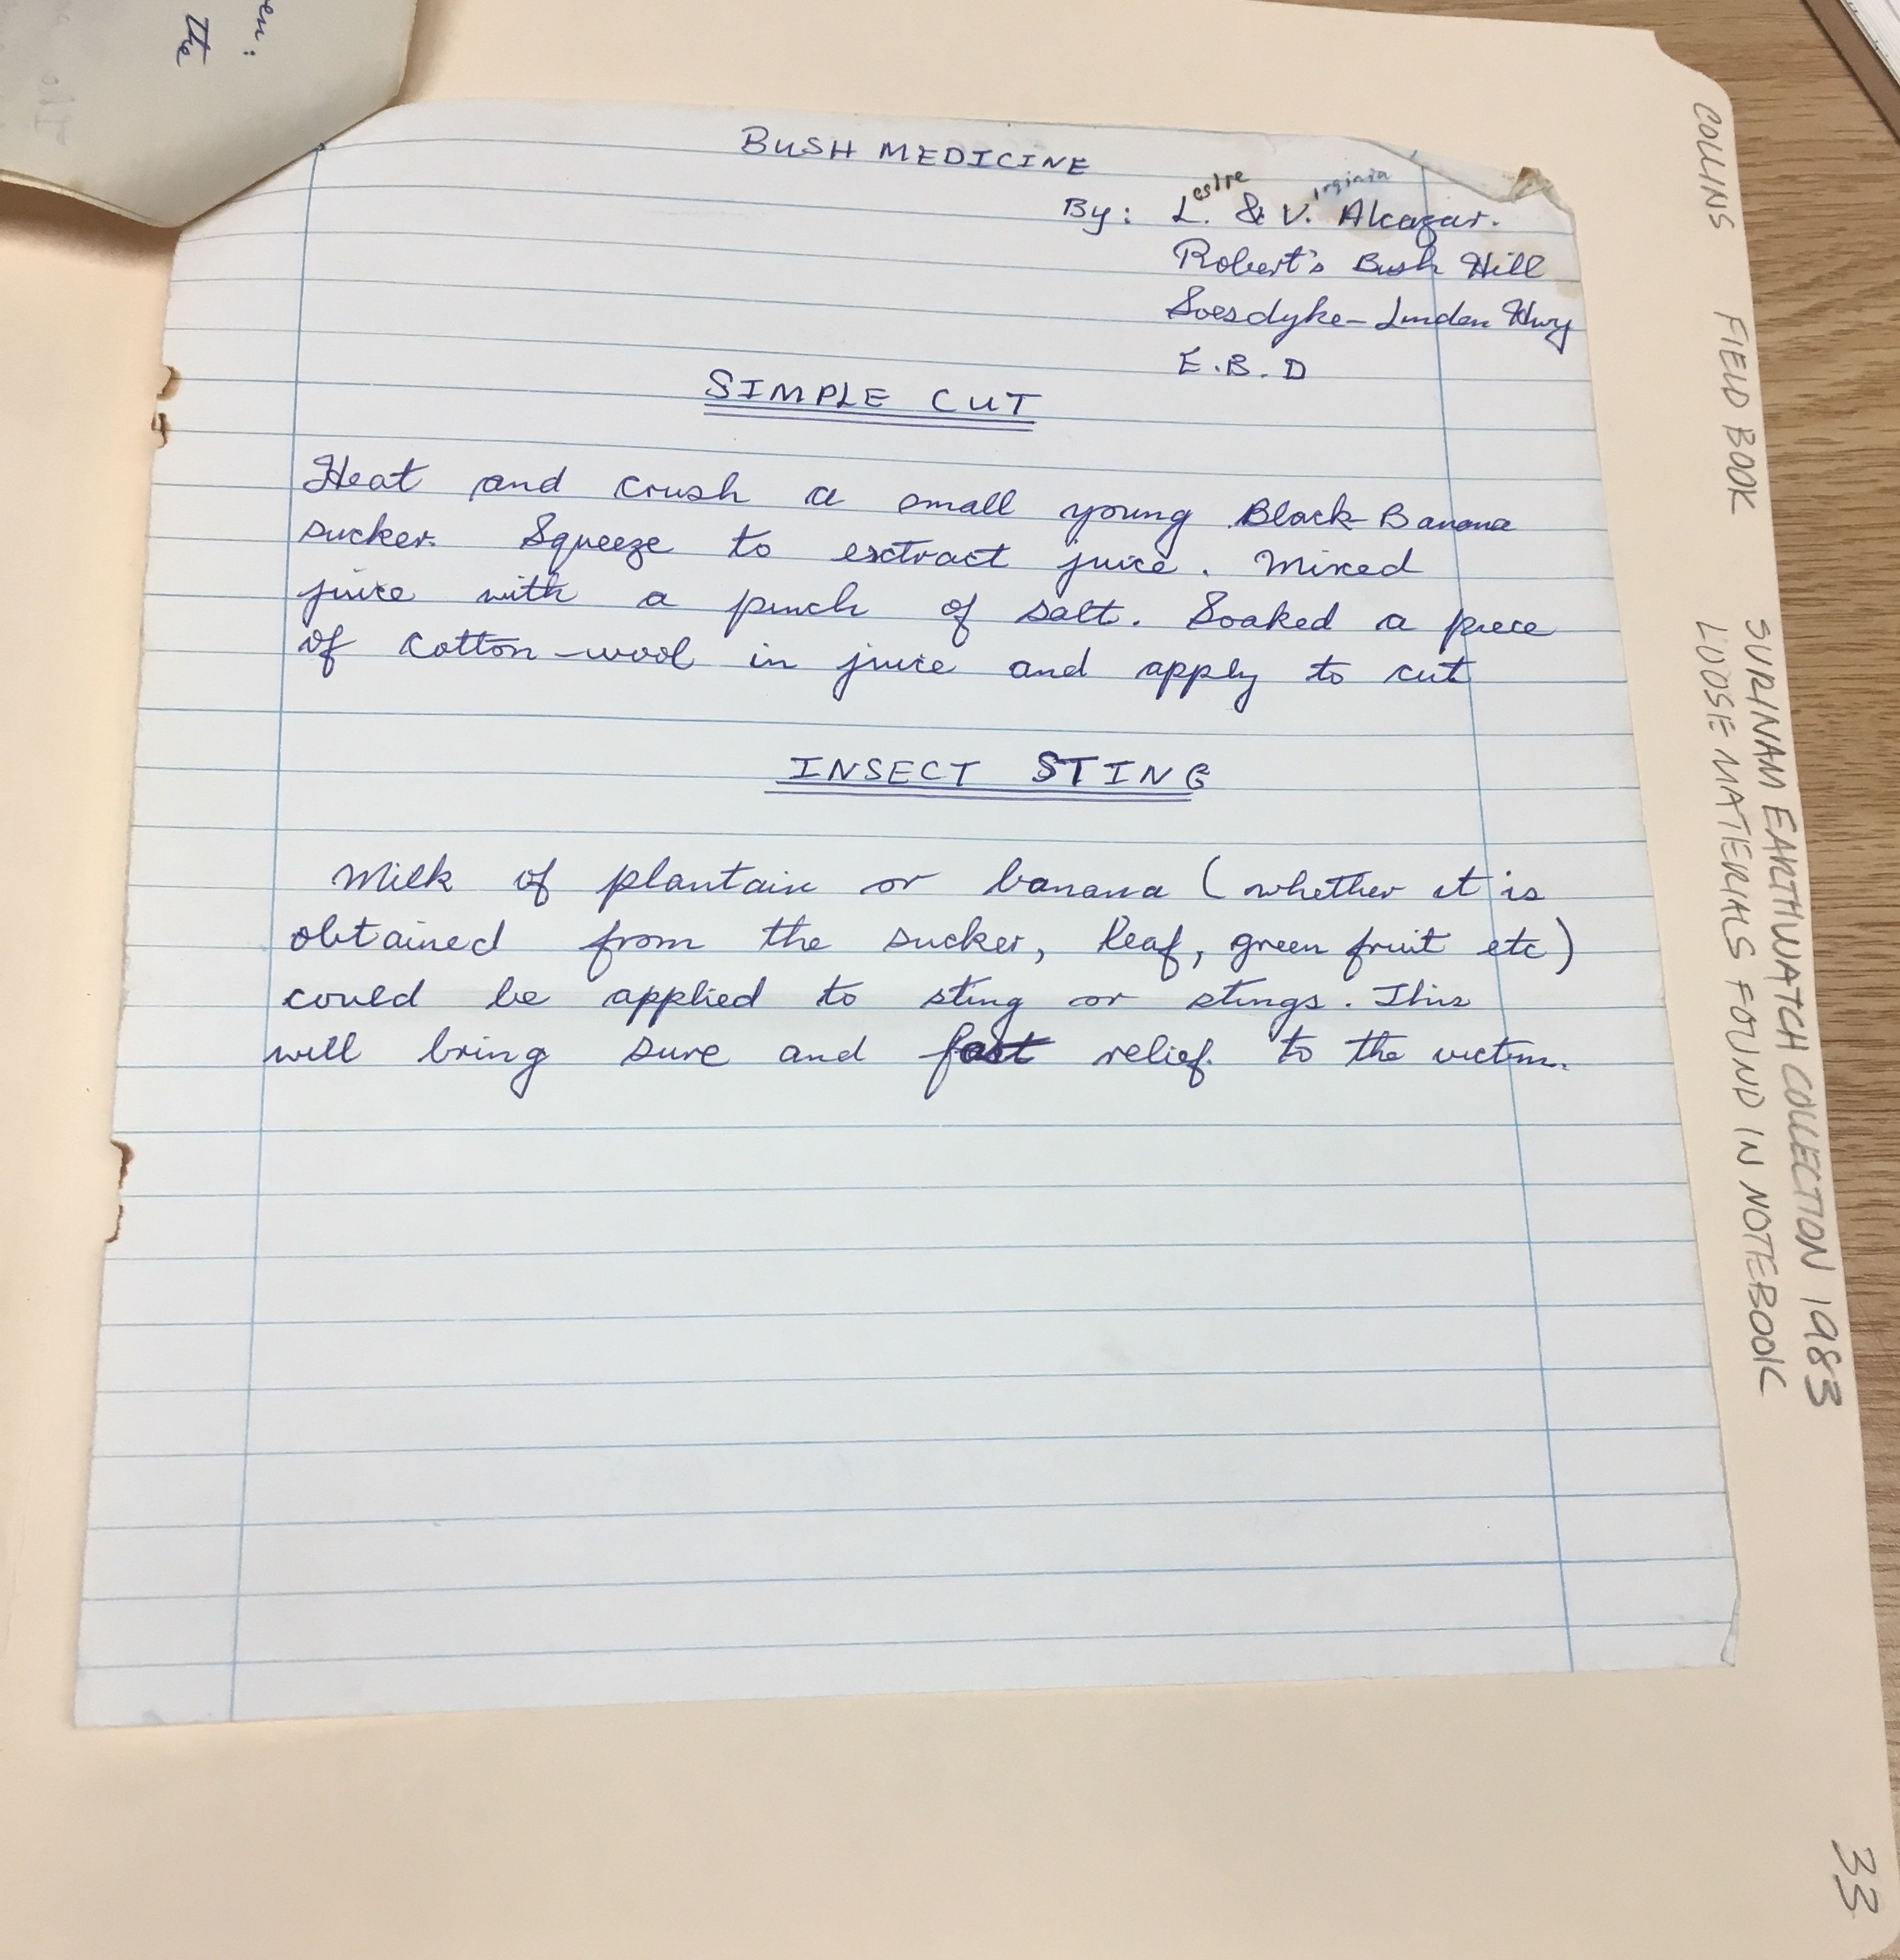 en:
the
BUSH MEDICINE
eslre irginia
By: L. & V. Alcazar.
Robert's Bush Hill
Soesdyke-Linden Hwy
E.B.D
SIMPLE CUT
Heat and crush a small young Black Banana
sucker. Squeeze to extract juice. Mixed
juice with a pinch of salt. Soaked a piece
of cotton-wool in juice and apply to cut
INSECT STING
Milk of plantain or banana (whether it is
obtained from the sucker, leaf, green fruit etc)
could be applied to sting or stings. This
will bring sure and fast relief. to the victim.
COLLINS FIELD BOOK SURINAM EARTHWATCH COLLECTION 1983
LOOSE MATERIALS FOUND IN NOTEBOOK
33